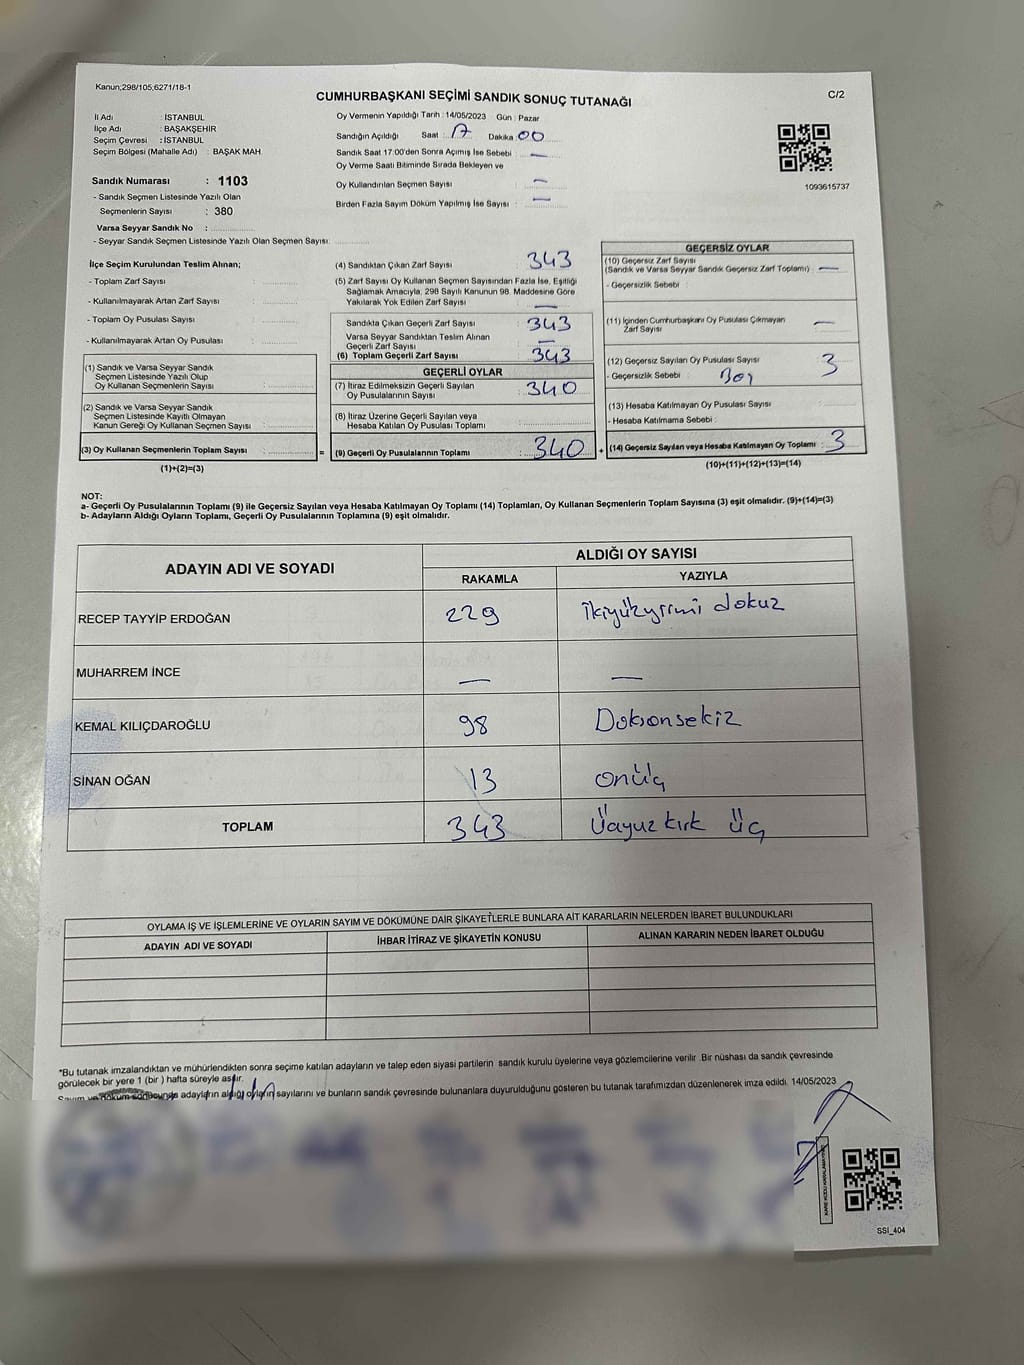 Kanun;298/105;6271/18-1
CUMHURBAŞKANI SEÇİMİ SANDIK SONUÇ TUTANAĞI
C/2
İl Adı : İSTANBUL
İlçe Adı : BAŞAKŞEHİR
Seçim Çevresi : İSTANBUL
Seçim Bölgesi (Mahalle Adı) : BAŞAK MAH.
Sandık Numarası : 1103
- Sandık Seçmen Listesinde Yazılı Olan
Seçmenlerin Sayısı : 380
Varsa Seyyar Sandık No :
- Seyyar Sandık Seçmen Listesinde Yazılı Olan Seçmen Sayısı:
Oy Vermenin Yapıldığı Tarih : 14/05/2023 Gün : Pazar
Sandığın Açıldığı Saat : 17 Dakika : 00
Sandık Saat 17:00'den Sonra Açılmış İse Sebebi : —
Oy Verme Saati Bitiminde Sırada Bekleyen ve
Oy Kullandırılan Seçmen Sayısı : —
Birden Fazla Sayım Döküm Yapılmış İse Sayısı : —
1093615737
İlçe Seçim Kurulundan Teslim Alınan;
- Toplam Zarf Sayısı :
- Kullanılmayarak Artan Zarf Sayısı :
- Toplam Oy Pusulası Sayısı :
- Kullanılmayarak Artan Oy Pusulası :
(1) Sandık ve Varsa Seyyar Sandık
Seçmen Listesinde Yazılı Olup
Oy Kullanan Seçmenlerin Sayısı :
(2) Sandık ve Varsa Seyyar Sandık
Seçmen Listesinde Kayıtlı Olmayan
Kanun Gereği Oy Kullanan Seçmen Sayısı :
(3) Oy Kullanan Seçmenlerin Toplam Sayısı : =
(1)+(2)=(3)
(4) Sandıktan Çıkan Zarf Sayısı : 343
(5) Zarf Sayısı Oy Kullanan Seçmen Sayısından Fazla İse, Eşitliği
Sağlamak Amacıyla, 298 Sayılı Kanunun 98. Maddesine Göre
Yakılarak Yok Edilen Zarf Sayısı : —
Sandıkta Çıkan Geçerli Zarf Sayısı : 343
Varsa Seyyar Sandıktan Teslim Alınan
Geçerli Zarf Sayısı : —
(6) Toplam Geçerli Zarf Sayısı : 343
GEÇERLİ OYLAR
(7) İtiraz Edilmeksizin Geçerli Sayılan
Oy Pusulalarının Sayısı : 340
(8) İtiraz Üzerine Geçerli Sayılan veya
Hesaba Katılan Oy Pusulası Toplamı :
(9) Geçerli Oy Pusulalarının Toplamı : 340 +
GEÇERSİZ OYLAR
(10) Geçersiz Zarf Sayısı
(Sandık ve Varsa Seyyar Sandık Geçersiz Zarf Toplamı) : —
- Geçersizlik Sebebi :
(11) İçinden Cumhurbaşkanı Oy Pusulası Çıkmayan
Zarf Sayısı : —
(12) Geçersiz Sayılan Oy Pusulası Sayısı : 3
- Geçersizlik Sebebi : Boş
(13) Hesaba Katılmayan Oy Pusulası Sayısı :
- Hesaba Katılmama Sebebi :
(14) Geçersiz Sayılan veya Hesaba Katılmayan Oy Toplamı : 3
(10)+(11)+(12)+(13)=(14)
NOT:
a- Geçerli Oy Pusulalarının Toplamı (9) ile Geçersiz Sayılan veya Hesaba Katılmayan Oy Toplamı (14) Toplamları, Oy Kullanan Seçmenlerin Toplam Sayısına (3) eşit olmalıdır. (9)+(14)=(3)
b- Adayların Aldığı Oyların Toplamı, Geçerli Oy Pusulalarının Toplamına (9) eşit olmalıdır.
ADAYIN ADI VE SOYADI
ALDIĞI OY SAYISI
RAKAMLA YAZIYLA
RECEP TAYYİP ERDOĞAN 229 ikiyüzyirmi dokuz
MUHARREM İNCE — —
KEMAL KILIÇDAROĞLU 98 Doksonsekiz
SİNAN OĞAN 13 onüç
TOPLAM 343 Üçyuz kırk üç
OYLAMA İŞ VE İŞLEMLERİNE VE OYLARIN SAYIM VE DÖKÜMÜNE DAİR ŞİKAYETLERLE BUNLARA AİT KARARLARIN NELERDEN İBARET BULUNDUKLARI
ADAYIN ADI VE SOYADI İHBAR İTİRAZ VE ŞİKAYETİN KONUSU ALINAN KARARIN NEDEN İBARET OLDUĞU
*Bu tutanak imzalandıktan ve mühürlendikten sonra seçime katılan adayların ve talep eden siyasi partilerin sandık kurulu üyelerine veya gözlemcilerine verilir .Bir nüshası da sandık çevresinde
görülecek bir yere 1 (bir ) hafta süreyle asılır.
Sayım ve döküm sonucunda adayların aldığı oyların sayılarını ve bunların sandık çevresinde bulunanlara duyurulduğunu gösteren bu tutanak tarafımızdan düzenlenerek imza edildi. 14/05/2023
SSI_404